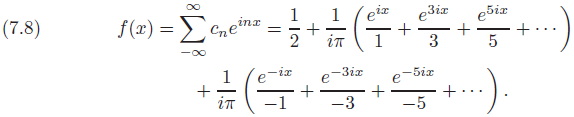 (7.8) f(x) = \sum_{-\infty}^{\infty} c_n e^{inx} = \frac{1}{2} + \frac{1}{i\pi} \left( \frac{e^{ix}}{1} + \frac{e^{3ix}}{3} + \frac{e^{5ix}}{5} + \cdots \right)
+ \frac{1}{i\pi} \left( \frac{e^{-ix}}{-1} + \frac{e^{-3ix}}{-3} + \frac{e^{-5ix}}{-5} + \cdots \right).